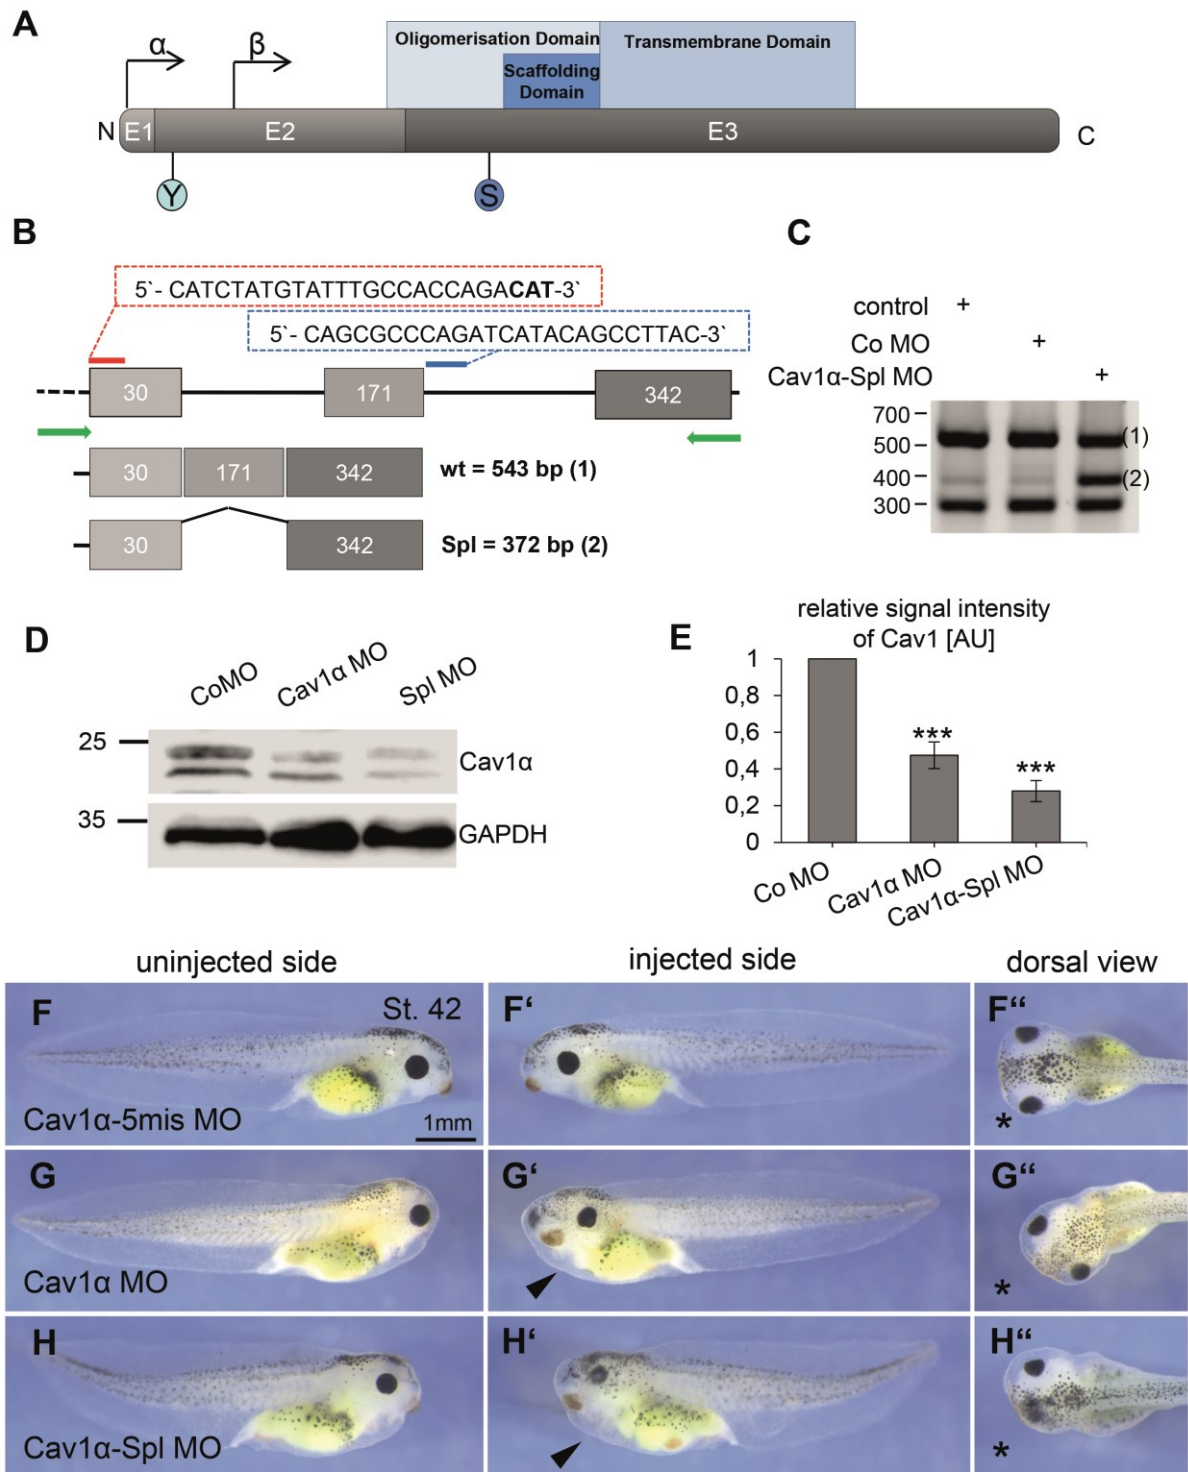 A
α
β
Oligomerisation Domain
Transmembrane Domain
Scaffolding
Domain
N
E1
E2
E3
C
Y
S
B
5`- CATCTATGTATTTGCCACCAGACAT-3`
5`- CAGCGCCCAGATCATACAGCCTTAC-3`
30
171
342
30
171
342
wt = 543 bp (1)
30
342
Spl = 372 bp (2)
C
control
+
Co MO
+
Cav1α-Spl MO
+
700
500
400
300
(1)
(2)
D
CoMO
Cav1α MO
Spl MO
25
Cav1α
35
GAPDH
E
relative signal intensity
of Cav1 [AU]
1
0,8
0,6
0,4
0,2
0
***
***
Co MO
Cav1α MO
Cav1α-Spl MO
uninjected side
injected side
dorsal view
F
St. 42
Cav1α-5mis MO
1mm
F‘
F“
*
G
Cav1α MO
G‘
G“
*
H
Cav1α-Spl MO
H‘
H“
*